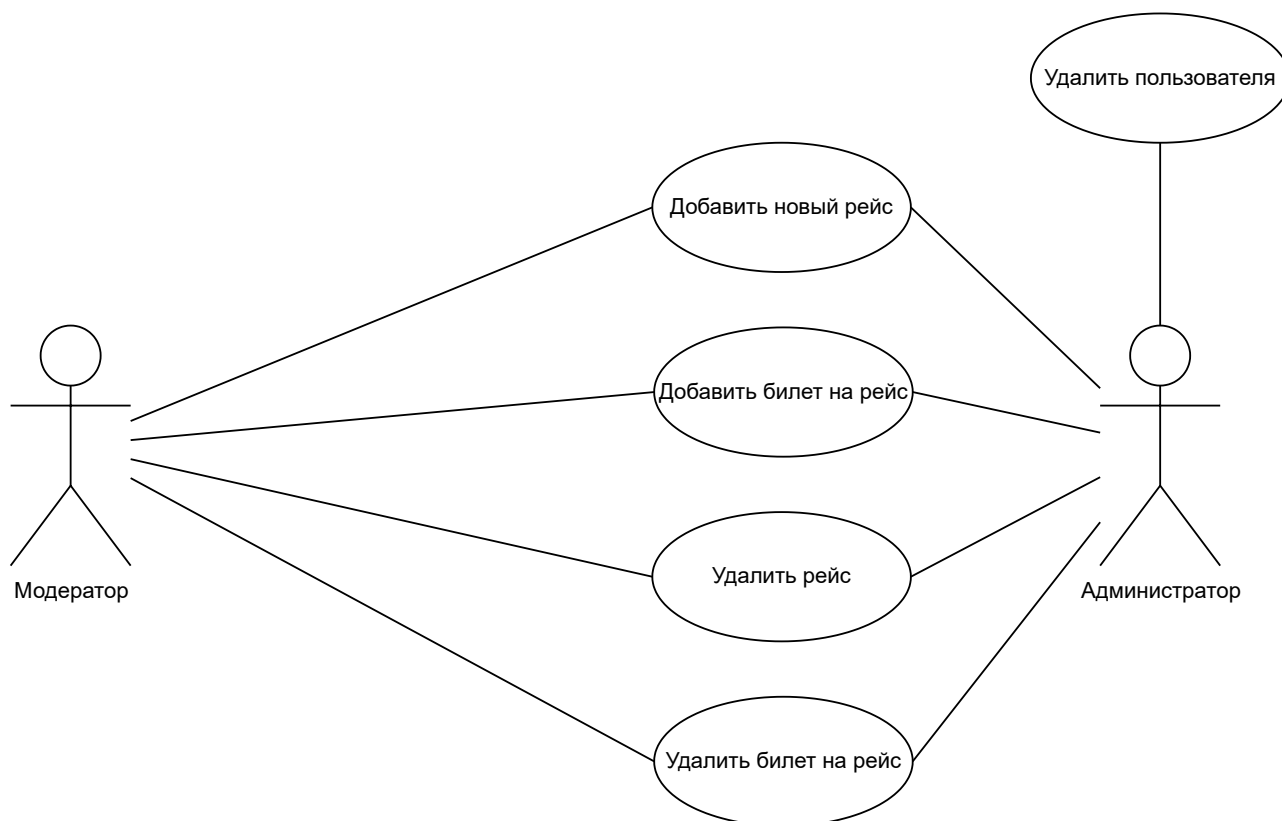 Удалить пользователя
Добавить новый рейс
Добавить билет на рейс
Модератор
Удалить рейс
Администратор
Удалить билет на рейс